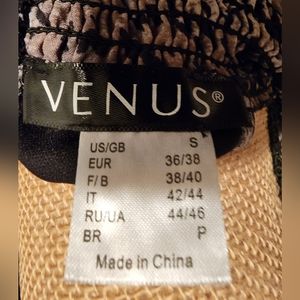 VENUS®
US/GB S
EUR 36/38
F/B 38/40
IT 42/44
RU/UA 44/46
BR P
Made in China